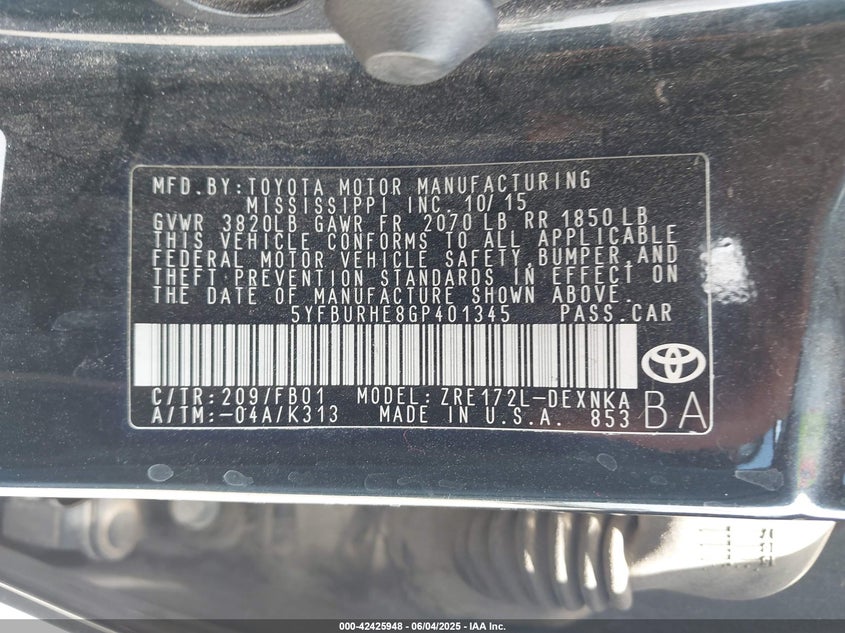 MFD.BY:TOYOTA MOTOR MANUFACTURING
MISSISSIPPI INC. 10/15
GVWR 3820LB GAWR FR 2070 LB RR 1850 LB
THIS VEHICLE CONFORMS TO ALL APPLICABLE
FEDERAL MOTOR VEHICLE SAFETY,BUMPER,AND
THEFT PREVENTION STANDARDS IN EFFECT ON
THE DATE OF MANUFACTURE SHOWN ABOVE.
5YFBURHE8GP401345 PASS.CAR
C/TR:209/FB01 MODEL:ZRE172L-DEXNKA
A/TM:-04A/K313 MADE IN U.S.A. 853
BA
000-42425948 - 06/04/2025 - IAA Inc.